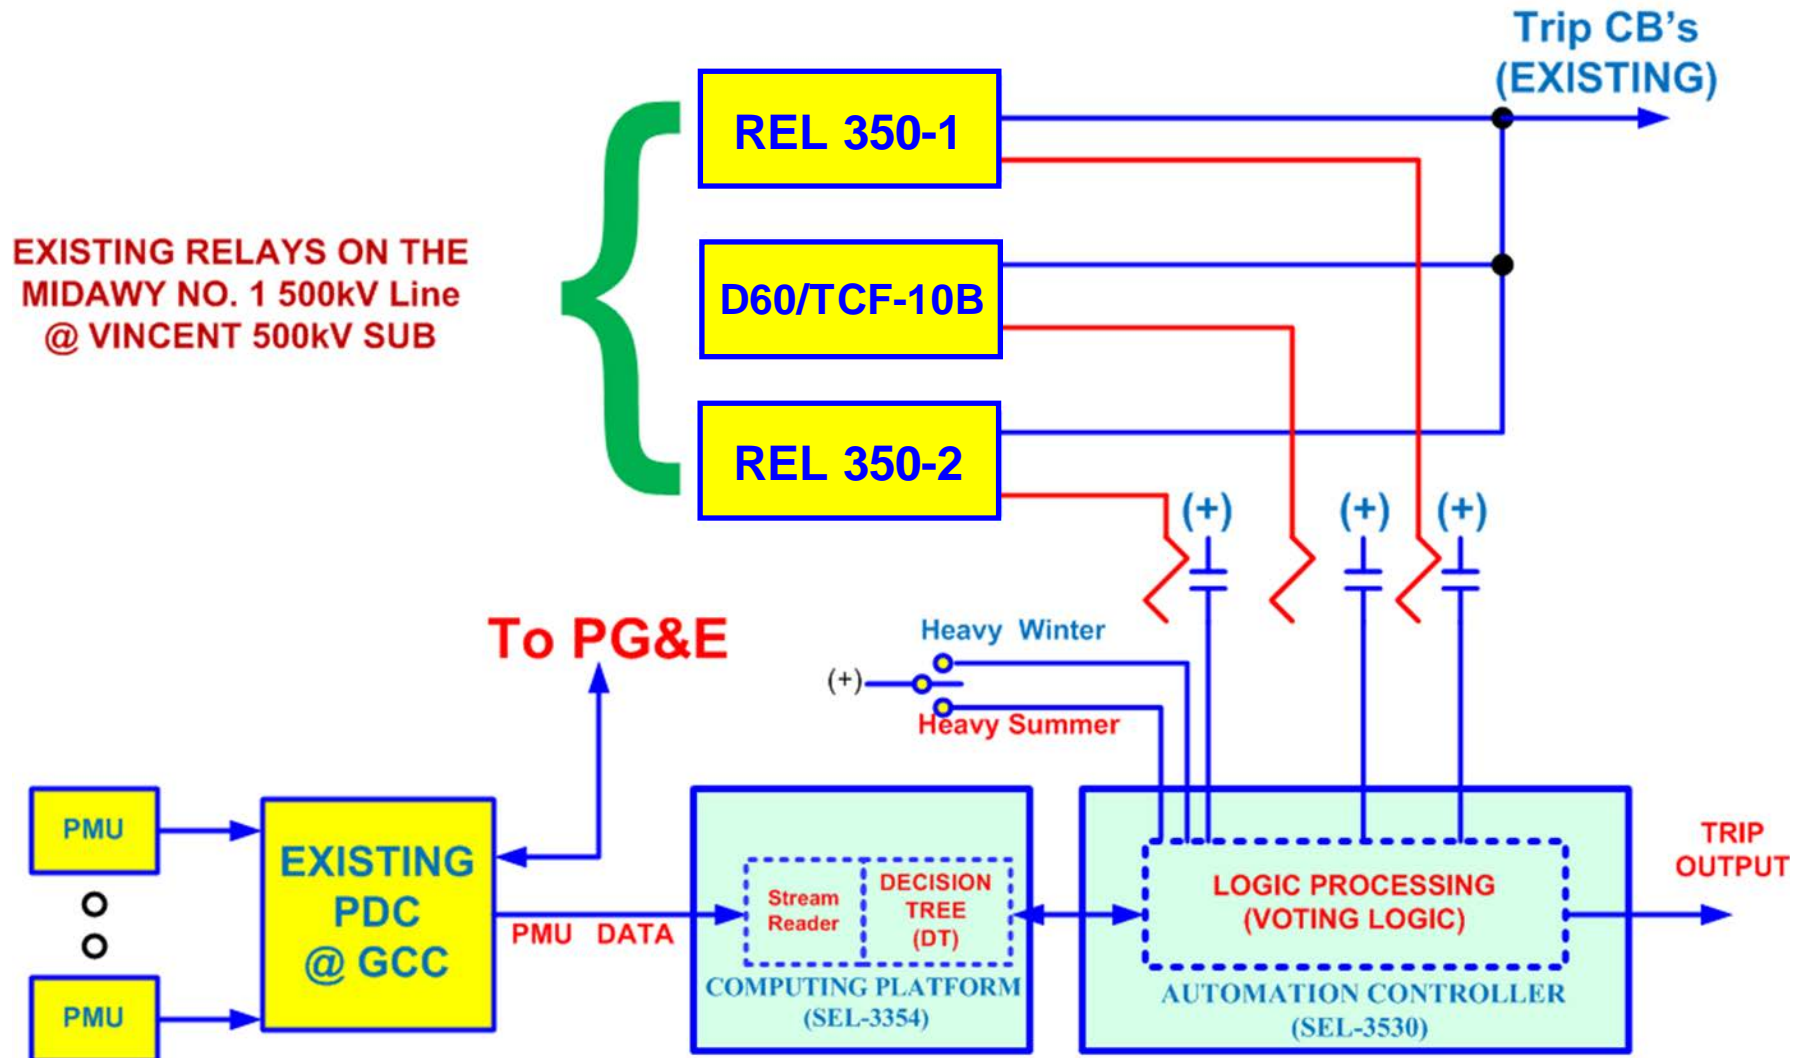 Trip CB's
(EXISTING)
REL 350-1
EXISTING RELAYS ON THE
MIDAWY NO. 1 500kV Line
@ VINCENT 500kV SUB
D60/TCF-10B
REL 350-2
(+)
(+)
(+)
To PG&E
Heavy Winter
(+)
Heavy Summer
PMU
EXISTING
PDC
@ GCC
PMU
PMU DATA
Stream
Reader
DECISION
TREE
(DT)
COMPUTING PLATFORM
(SEL-3354)
LOGIC PROCESSING
(VOTING LOGIC)
AUTOMATION CONTROLLER
(SEL-3530)
TRIP
OUTPUT